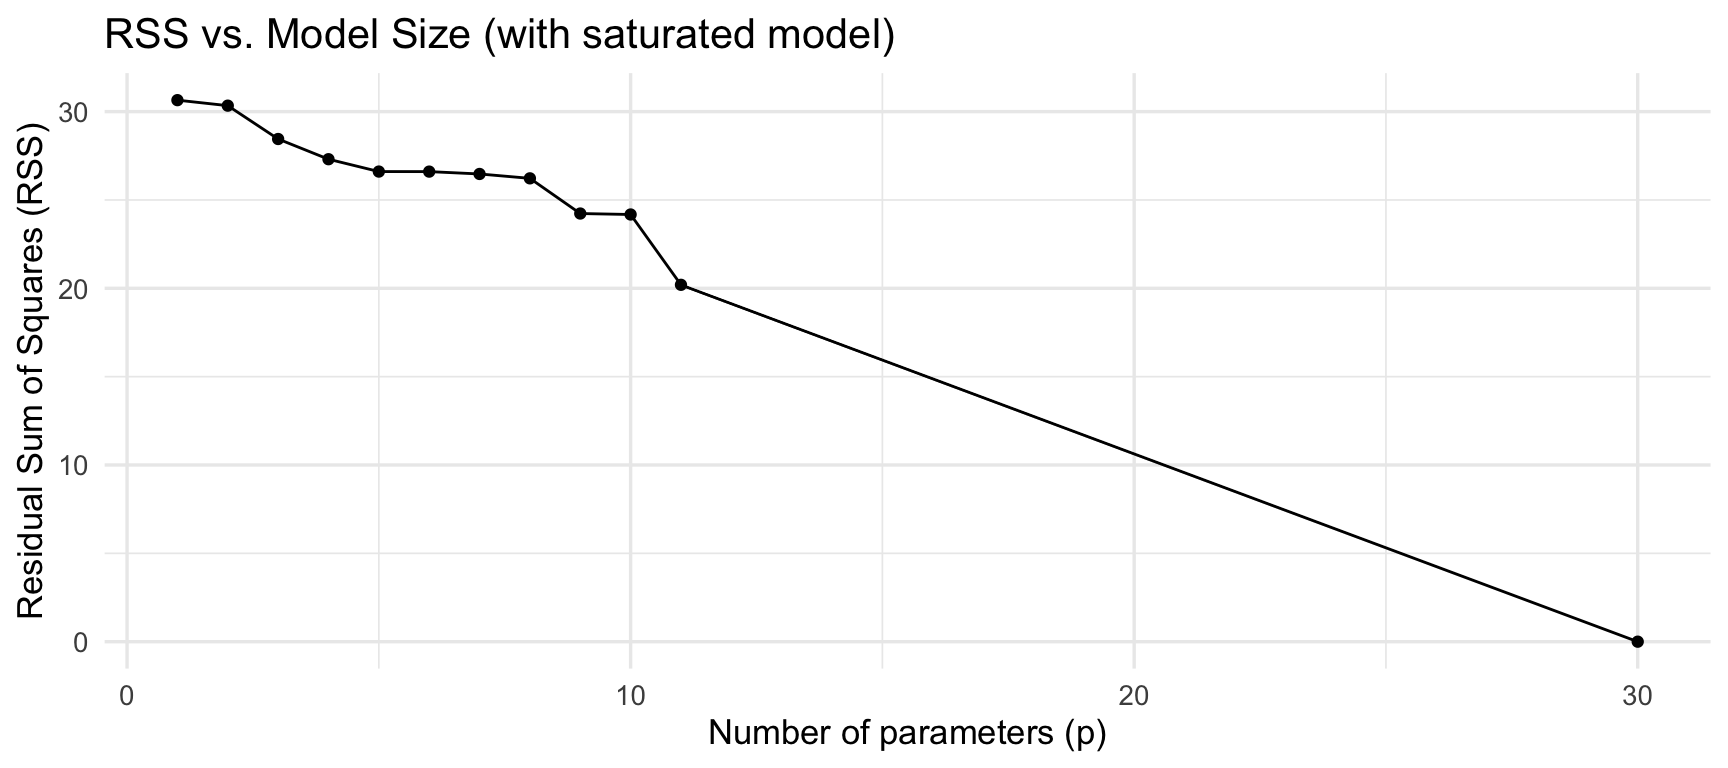 RSS vs. Model Size (with saturated model)
Residual Sum of Squares (RSS)
30
20
10
0
0 10 20 30
Number of parameters (p)